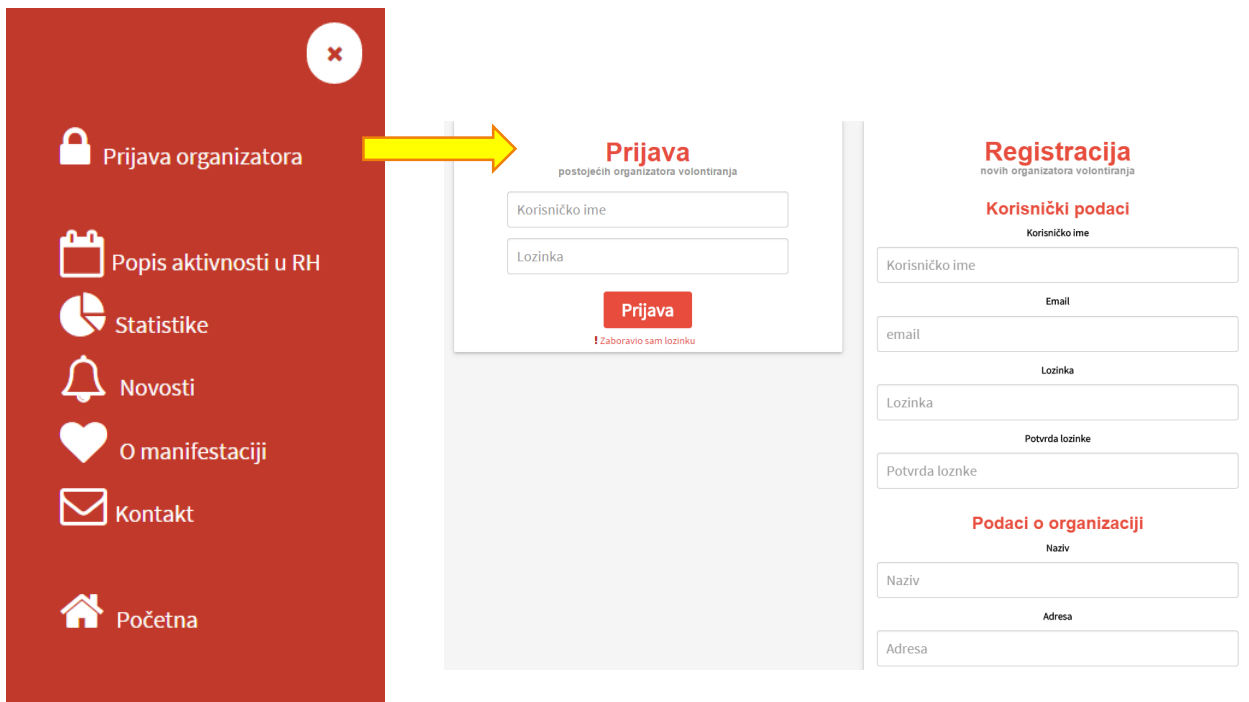 Prijava organizatora
Popis aktivnosti u RH
Statistike
Novosti
O manifestaciji
Kontakt
Početna
Prijava
postojećih organizatora volontiranja
Korisničko ime
Lozinka
Prijava
! Zaboravio sam lozinku
Registracija
novih organizatora volontiranja
Korisnički podaci
Korisničko ime
Korisničko ime
Email
email
Lozinka
Lozinka
Potvrda lozinke
Potvrda loznke
Podaci o organizaciji
Naziv
Naziv
Adresa
Adresa